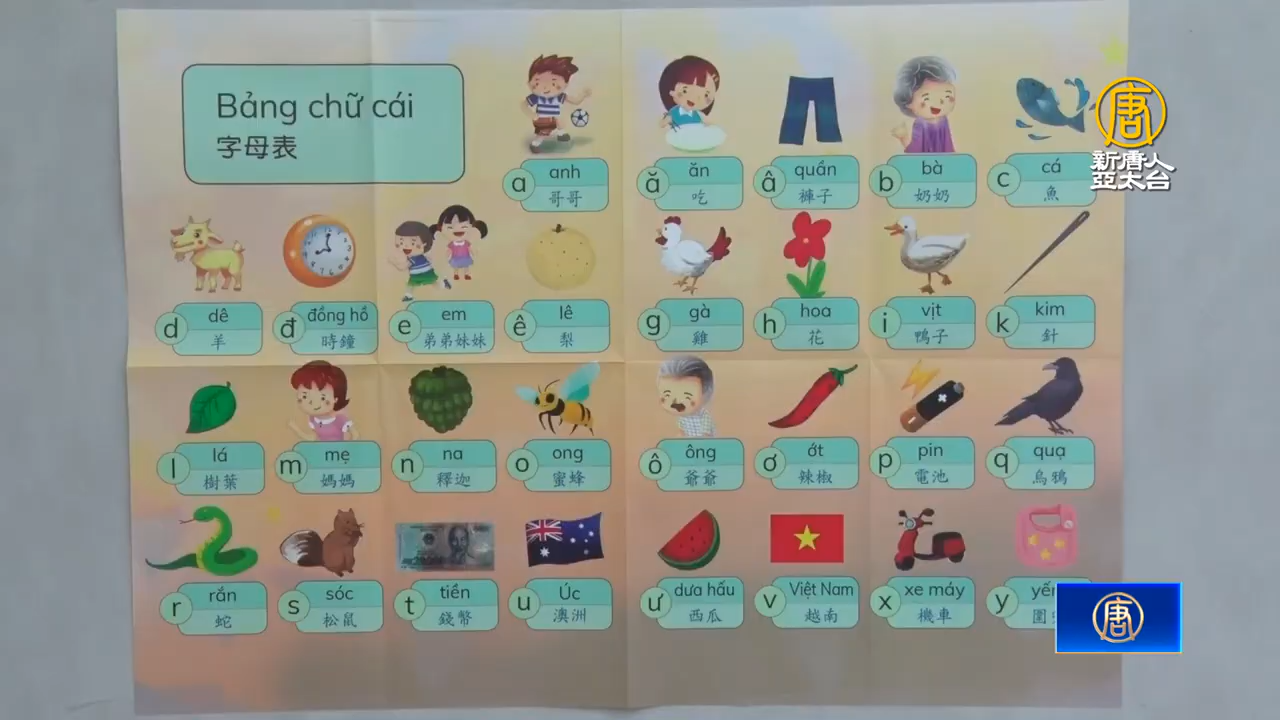 Bảng chữ cái
字母表
a
anh
哥哥
ă
ăn
吃
â
quần
褲子
b
bà
奶奶
c
cá
魚
唐
新唐人
亞太台
d
dê
羊
đ
đồng hồ
時鐘
e
em
弟弟妹妹
ê
lê
梨
g
gà
雞
h
hoa
花
i
vịt
鴨子
k
kim
針
l
lá
樹葉
m
mẹ
媽媽
n
na
釋迦
o
ong
蜜蜂
ô
ông
爺爺
ơ
ớt
辣椒
p
pin
電池
q
quạ
烏鴉
r
rắn
蛇
s
sóc
松鼠
t
tiền
錢幣
u
Úc
澳洲
ư
dưa hấu
西瓜
v
Việt Nam
越南
x
xe máy
機車
y
圍
唐